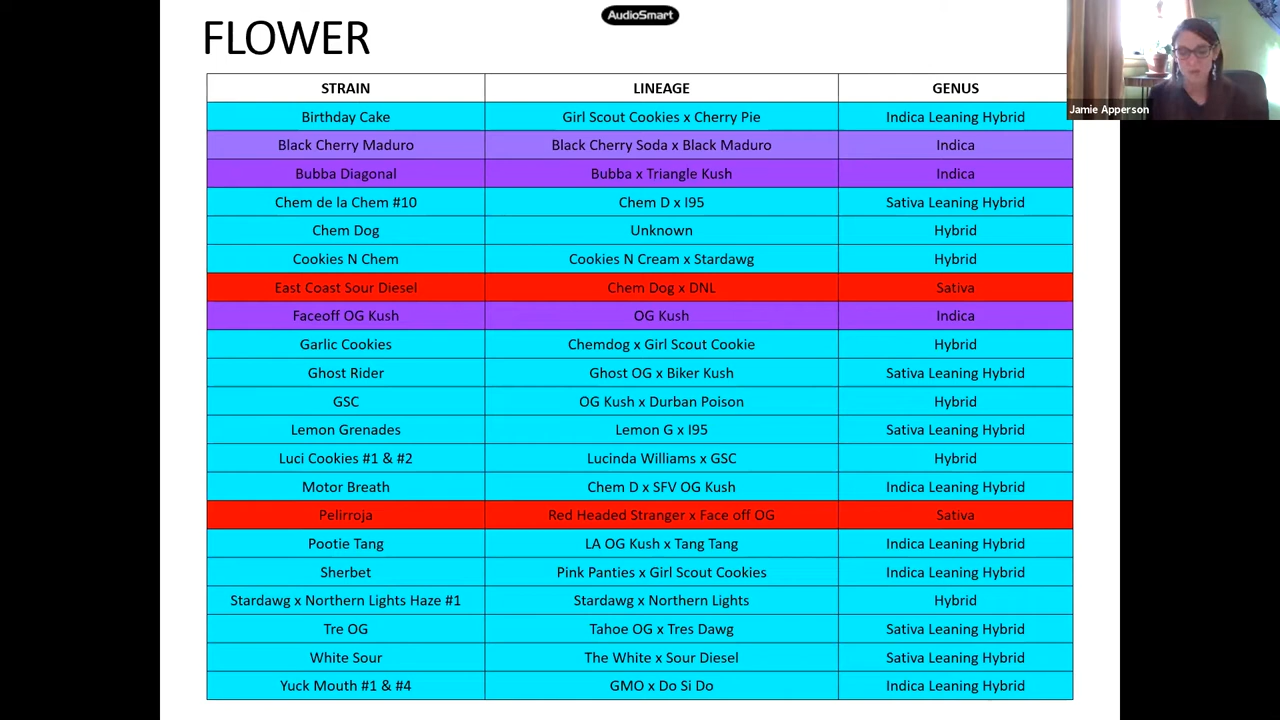 AudioSmart
FLOWER
Jamie Apperson
STRAIN LINEAGE GENUS
Birthday Cake Girl Scout Cookies x Cherry Pie Indica Leaning Hybrid
Black Cherry Maduro Black Cherry Soda x Black Maduro Indica
Bubba Diagonal Bubba x Triangle Kush Indica
Chem de la Chem #10 Chem D x I95 Sativa Leaning Hybrid
Chem Dog Unknown Hybrid
Cookies N Chem Cookies N Cream x Stardawg Hybrid
East Coast Sour Diesel Chem Dog x DNL Sativa
Faceoff OG Kush OG Kush Indica
Garlic Cookies Chemdog x Girl Scout Cookie Hybrid
Ghost Rider Ghost OG x Biker Kush Sativa Leaning Hybrid
GSC OG Kush x Durban Poison Hybrid
Lemon Grenades Lemon G x I95 Sativa Leaning Hybrid
Luci Cookies #1 & #2 Lucinda Williams x GSC Hybrid
Motor Breath Chem D x SFV OG Kush Indica Leaning Hybrid
Pelirroja Red Headed Stranger x Face off OG Sativa
Pootie Tang LA OG Kush x Tang Tang Indica Leaning Hybrid
Sherbet Pink Panties x Girl Scout Cookies Indica Leaning Hybrid
Stardawg x Northern Lights Haze #1 Stardawg x Northern Lights Hybrid
Tre OG Tahoe OG x Tres Dawg Sativa Leaning Hybrid
White Sour The White x Sour Diesel Sativa Leaning Hybrid
Yuck Mouth #1 & #4 GMO x Do Si Do Indica Leaning Hybrid